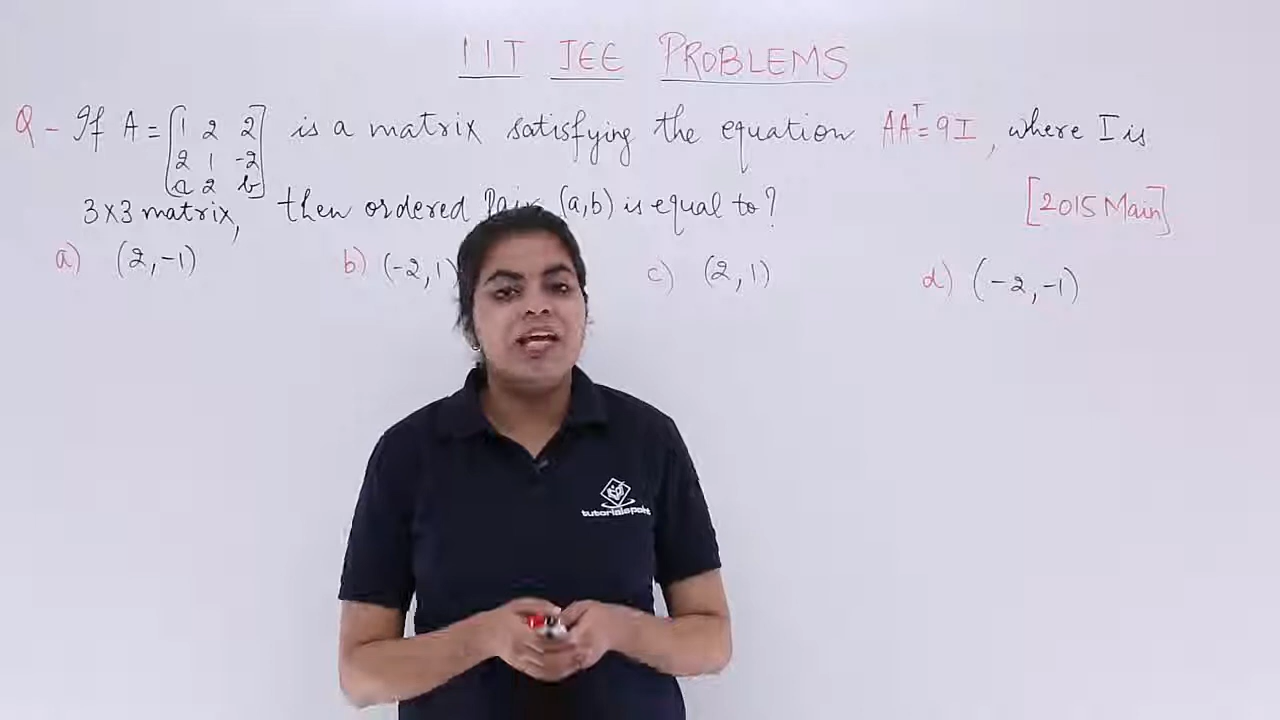 IIT JEE PROBLEMS
Q - If A = [1 2 2 is a matrix satisfying the equation AAᵀ = 9I, where I is
2 1 -2
a 2 b]
3x3 matrix, then ordered Pair (a,b) is equal to? [2015 Main]
a) (2,-1) b) (-2,1) c) (2,1) d) (-2,-1)
tutorialspoint